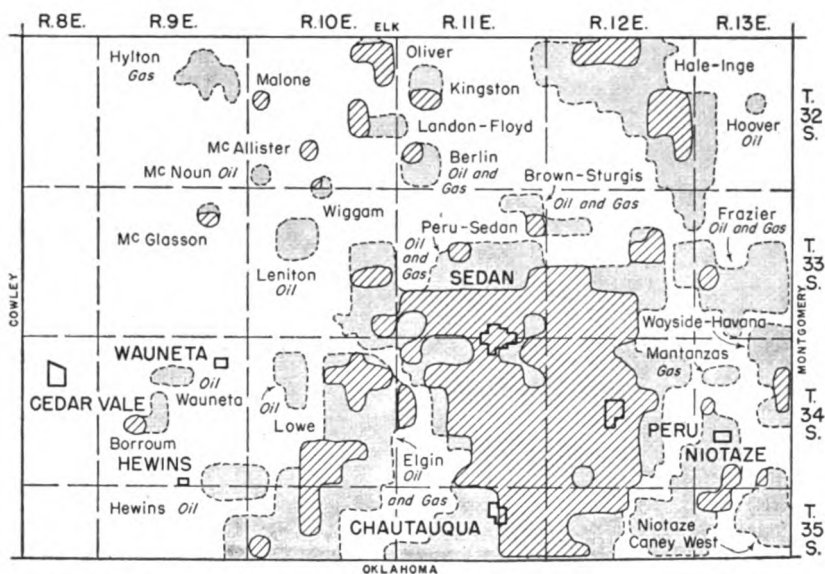 R.8E. R.9E. R.10E. ELK R.11E. R.12E. R.13E.
Hylton
Gas
Malone
Oliver
Kingston
Hale-Inge
T.
32
S.
Landon-Floyd
Hoover
Oil
McAllister
McNoun Oil
Berlin
Oil and
Gas
Brown-Sturgis
Oil and Gas
Wiggam
McGlasson
Peru-Sedan
Oil
and
Gas
Frazier
Oil and Gas
T.
33
S.
Leniton
Oil
SEDAN
COWLEY
MONTGOMERY
Wayside-Havana
WAUNETA
Oil
Wauneta
Mantanzas
Gas
CEDAR VALE
Oil
Lowe
T.
34
S.
Borroum
HEWINS
PERU
NIOTAZE
Elgin
Oil
and Gas
Hewins Oil
CHAUTAUQUA
Niotaze
Caney West
T.
35
S.
OKLAHOMA